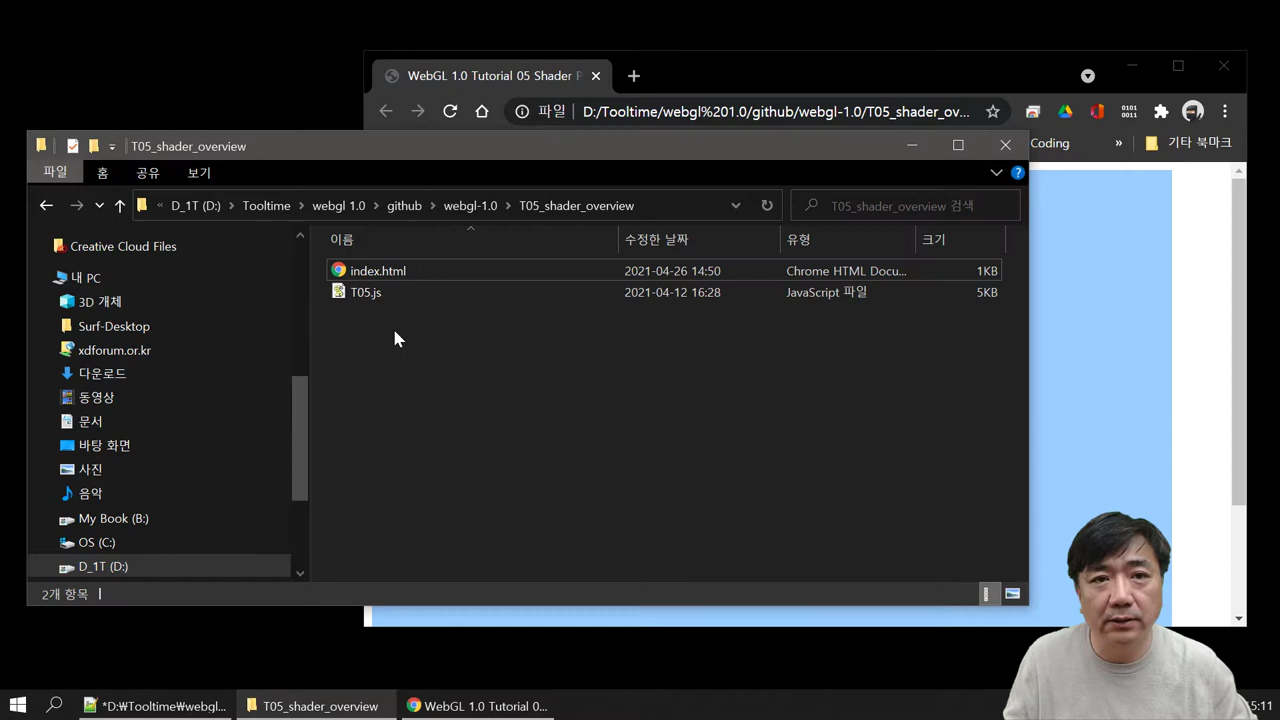 WebGL 1.0 Tutorial 05 Shader P
파일 D:/Tooltime/webgl%201.0/github/webgl-1.0/T05_shader_ov...
Coding » 기타 북마크
0101
0011
T05_shader_overview
파일 홈 공유 보기
« D_1T (D:) Tooltime webgl 1.0 github webgl-1.0 T05_shader_overview
T05_shader_overview 검색
이름 수정한 날짜 유형 크기
index.html 2021-04-26 14:50 Chrome HTML Docu... 1KB
T05.js 2021-04-12 16:28 JavaScript 파일 5KB
Creative Cloud Files
내 PC
3D 개체
Surf-Desktop
xdforum.or.kr
다운로드
동영상
문서
바탕 화면
사진
음악
My Book (B:)
OS (C:)
D_1T (D:)
2개 항목
*D:₩Tooltime₩webgl... T05_shader_overview WebGL 1.0 Tutorial 0... 15:11